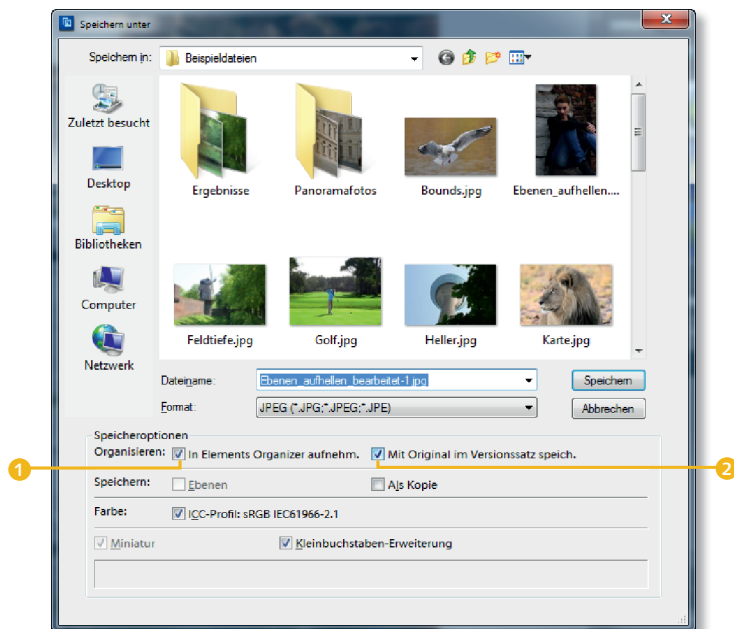 Speichern unter
Speichern in: Beispieldateien
Zuletzt besucht
Desktop
Bibliotheken
Computer
Netzwerk
Ergebnisse Panoramafotos Bounds.jpg Ebenen_aufhellen....
Feldtiefe.jpg Golf.jpg Heller.jpg Karte.jpg
Dateiname: Ebenen_aufhellen_bearbeitet-1.jpg Speichern
Format: JPEG (*.JPG;*.JPEG;*.JPE) Abbrechen
Speicheroptionen
Organisieren: In Elements Organizer aufnehm. Mit Original im Versionssatz speich.
1 2
Speichern: Ebenen Als Kopie
Farbe: ICC-Profil: sRGB IEC61966-2.1
Miniatur Kleinbuchstaben-Erweiterung